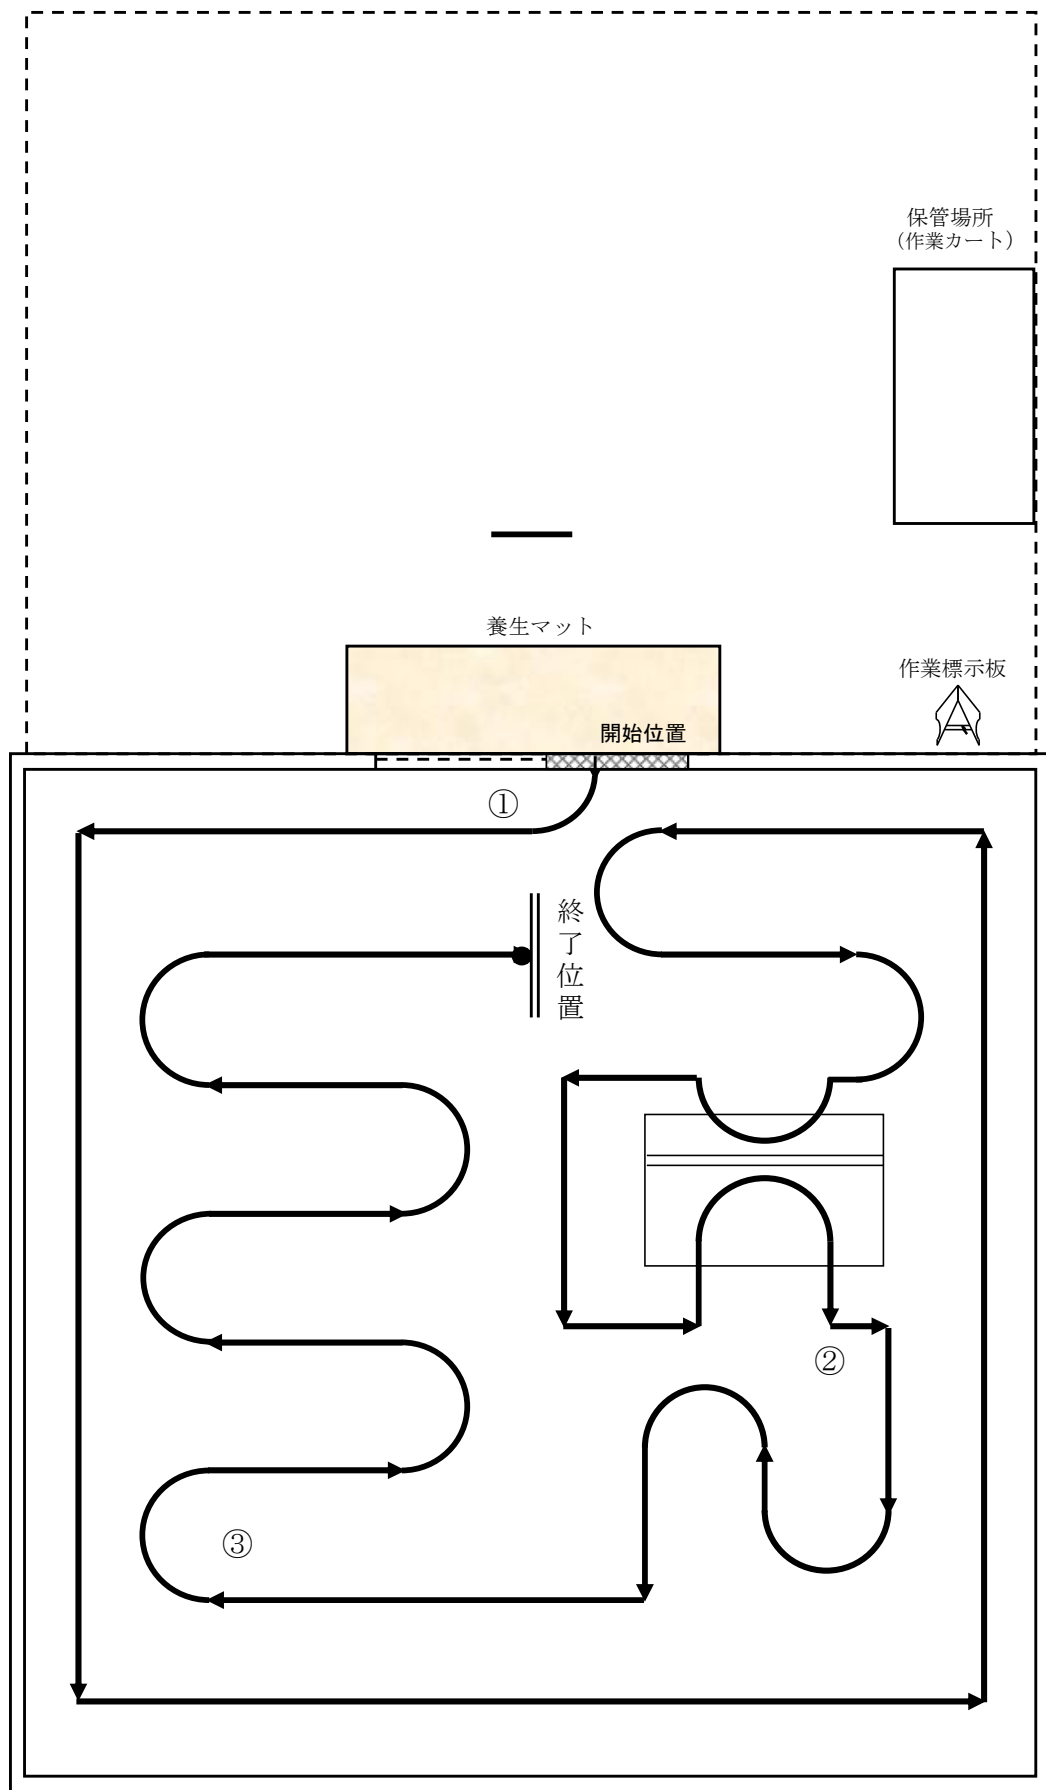 保管場所
（作業カート）
養生マット
作業標示板
開始位置
①
終了位置
②
③